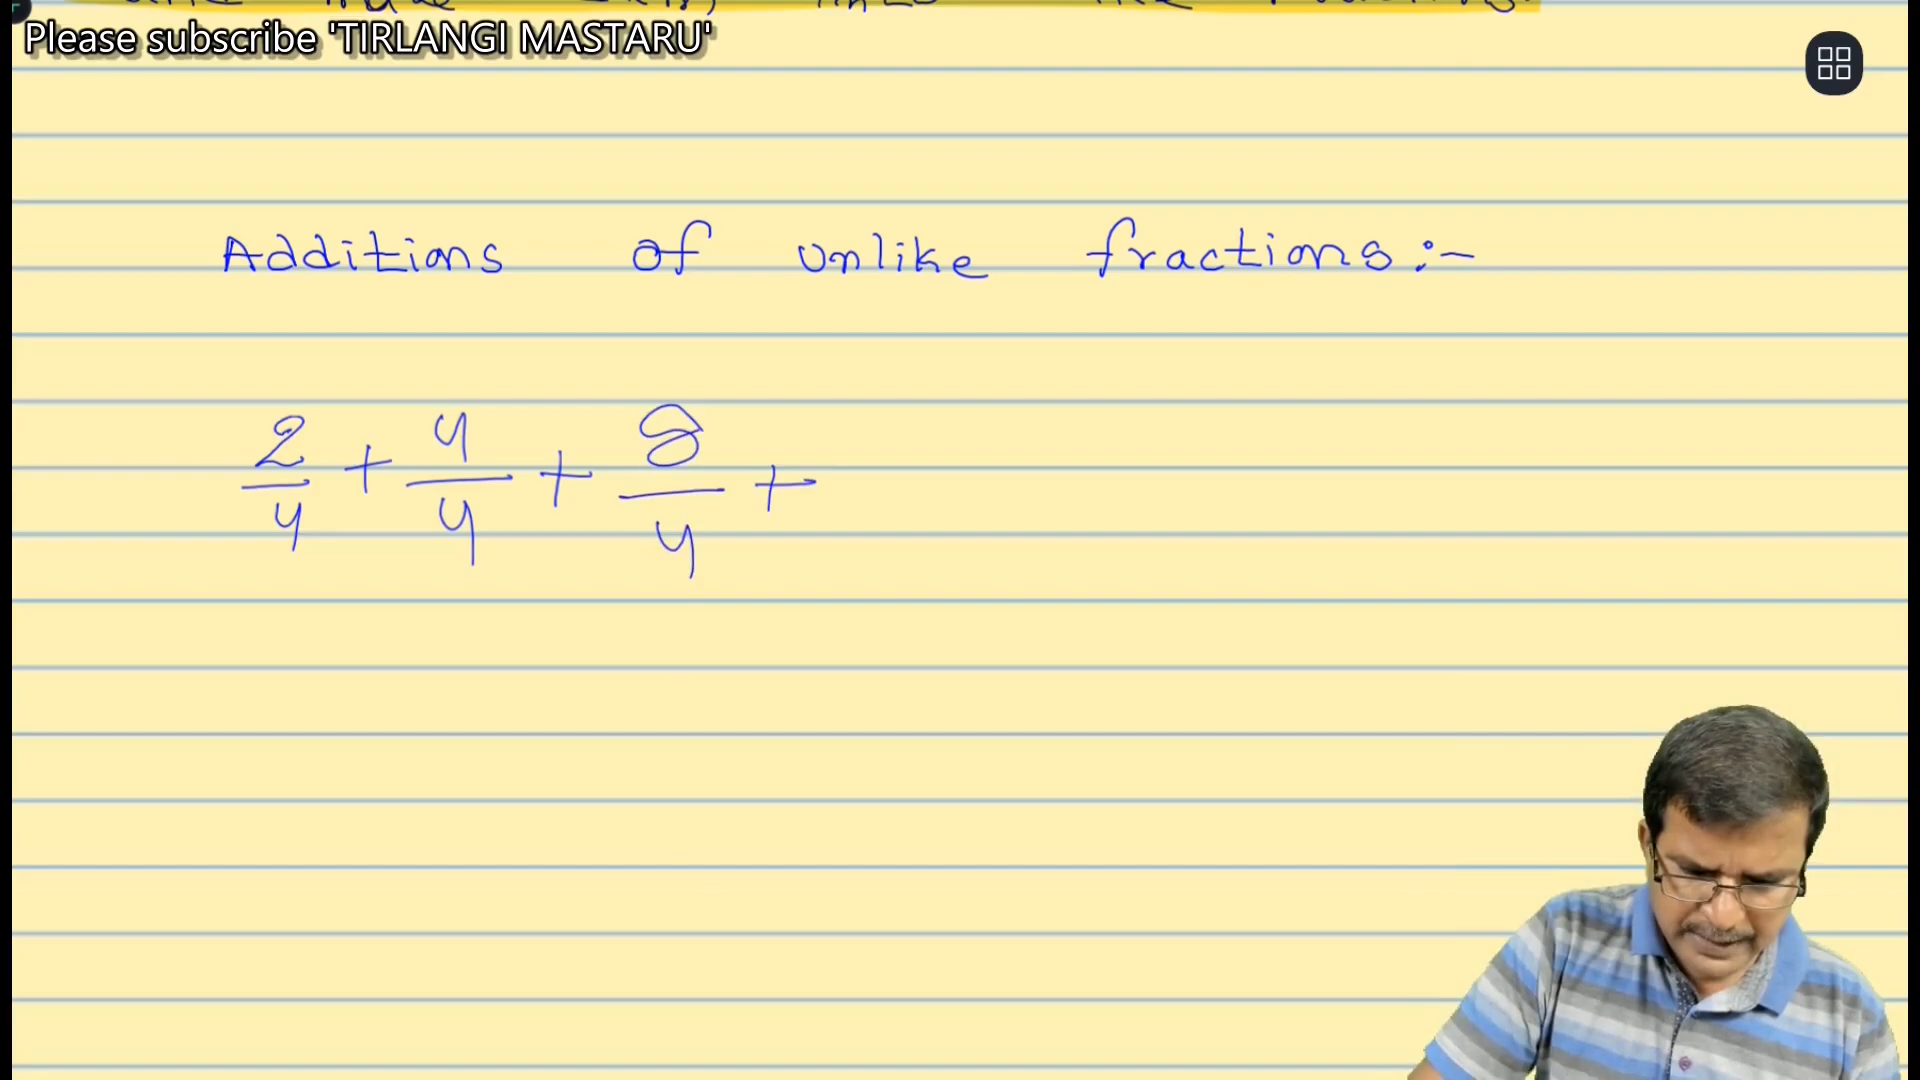 Please subscribe 'TIRLANGI MASTARU'
Additions of unlike fractions:-
2/4 + 4/4 + 8/4 +